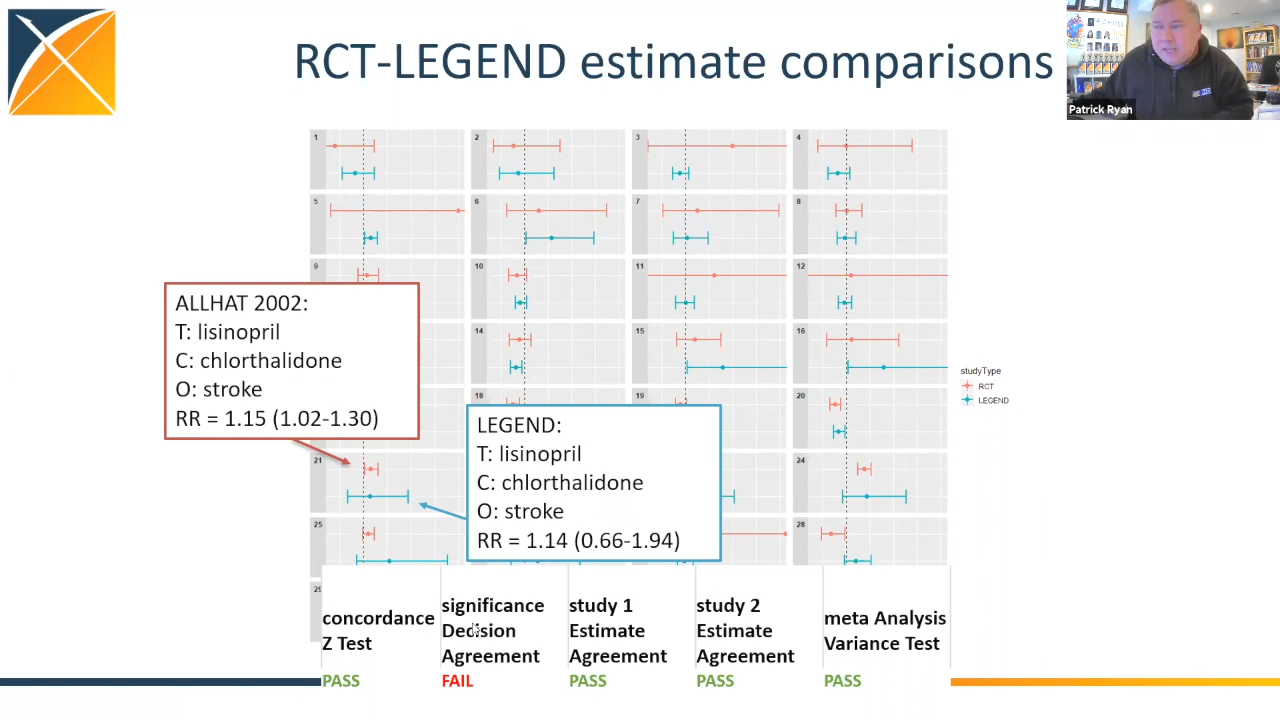 RCT-LEGEND estimate comparisons
Patrick Ryan
1
2
3
4
5
6
7
8
9
10
11
12
ALLHAT 2002:
T: lisinopril
C: chlorthalidone
O: stroke
RR = 1.15 (1.02-1.30)
14
15
16
studyType
RCT
LEGEND
18
19
20
LEGEND:
T: lisinopril
C: chlorthalidone
O: stroke
RR = 1.14 (0.66-1.94)
21
24
25
28
concordance
Z Test
PASS
significance
Decision
Agreement
FAIL
study 1
Estimate
Agreement
PASS
study 2
Estimate
Agreement
PASS
meta Analysis
Variance Test
PASS